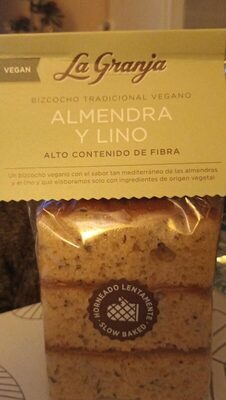 VEGAN
La Granja
BIZCOCHO TRADICIONAL VEGANO
ALMENDRA
Y LINO
ALTO CONTENIDO DE FIBRA
Un bizcocho vegano con el sabor tan mediterráneo de las almendras
y el lino y que elaboramos solo con ingredientes de origen vegetal
HORNEADO LENTAMENTE
SLOW BAKED